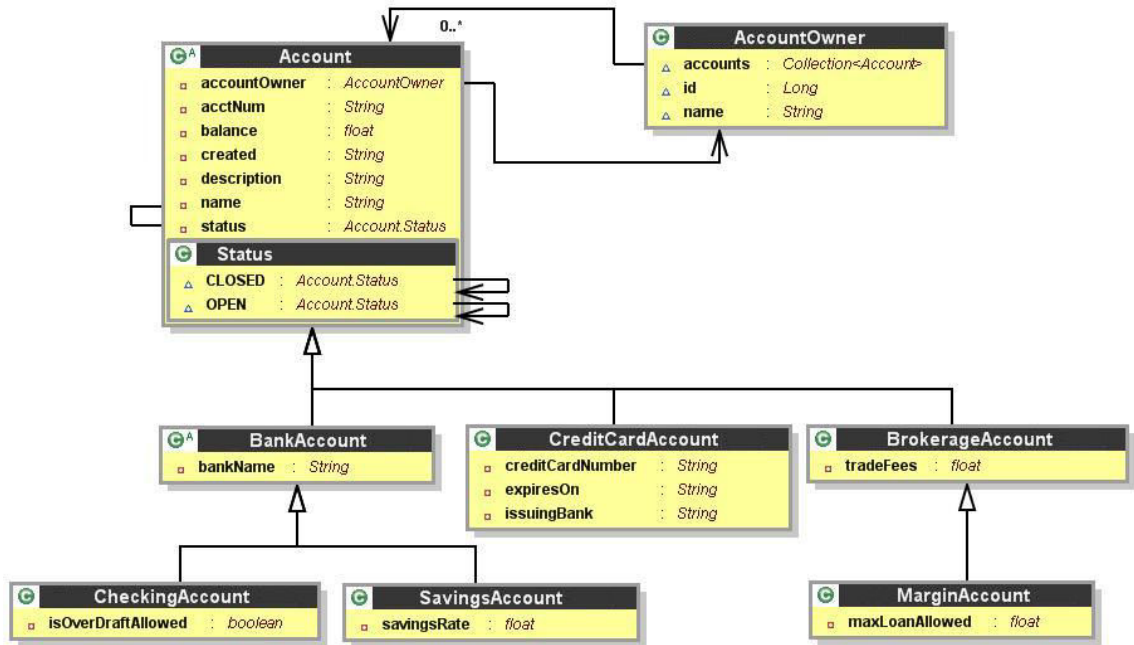 0..*
C A Account
accountOwner : AccountOwner
acctNum : String
balance : float
created : String
description : String
name : String
status : Account.Status
C Status
CLOSED : Account.Status
OPEN : Account.Status
C AccountOwner
accounts : Collection<Account>
id : Long
name : String
C A BankAccount
bankName : String
C CreditCardAccount
creditCardNumber : String
expiresOn : String
issuingBank : String
C BrokerageAccount
tradeFees : float
C CheckingAccount
isOverDraftAllowed : boolean
C SavingsAccount
savingsRate : float
C MarginAccount
maxLoanAllowed : float